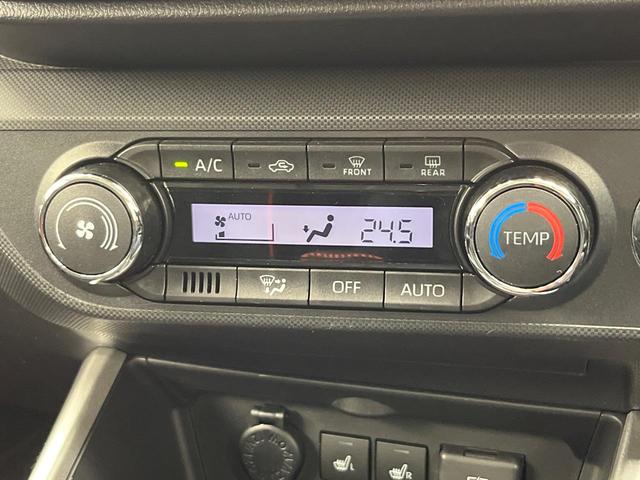 A/C
FRONT
REAR
AUTO
24.5
TEMP
OFF
AUTO
L
R